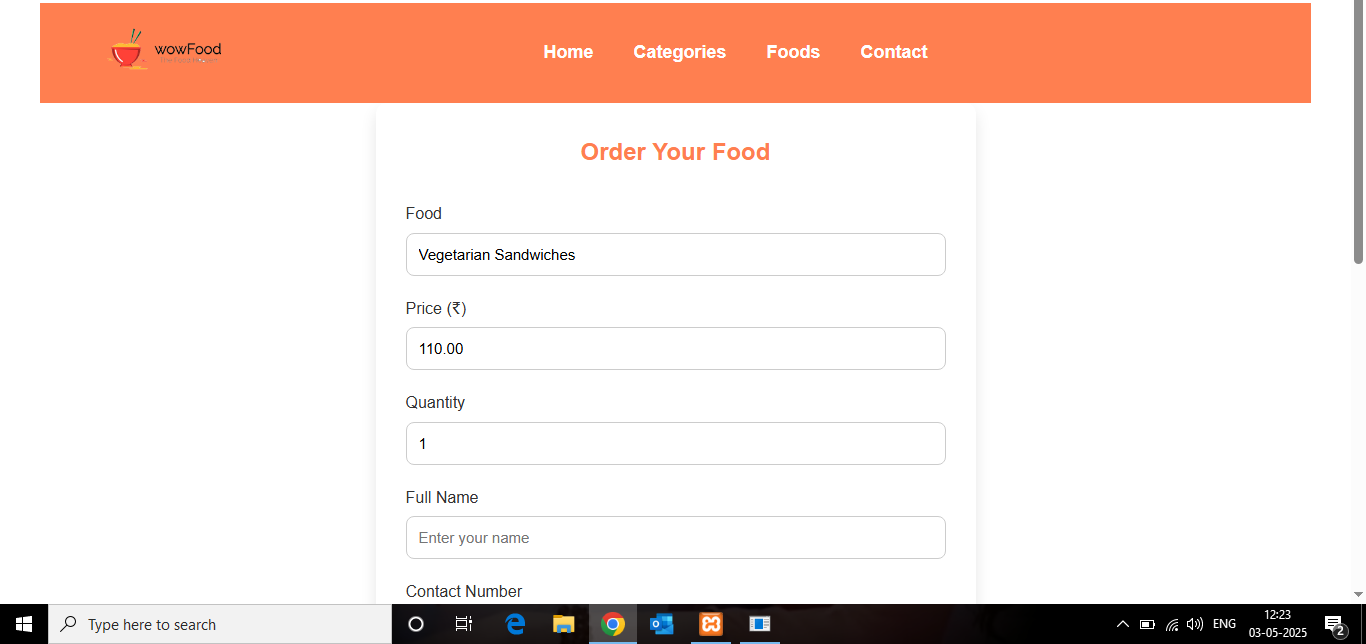 wowFood
Home Categories Foods Contact
Order Your Food
Food
Vegetarian Sandwiches
Price (₹)
110.00
Quantity
1
Full Name
Enter your name
Contact Number
Type here to search
ENG
12:23
03-05-2025
2